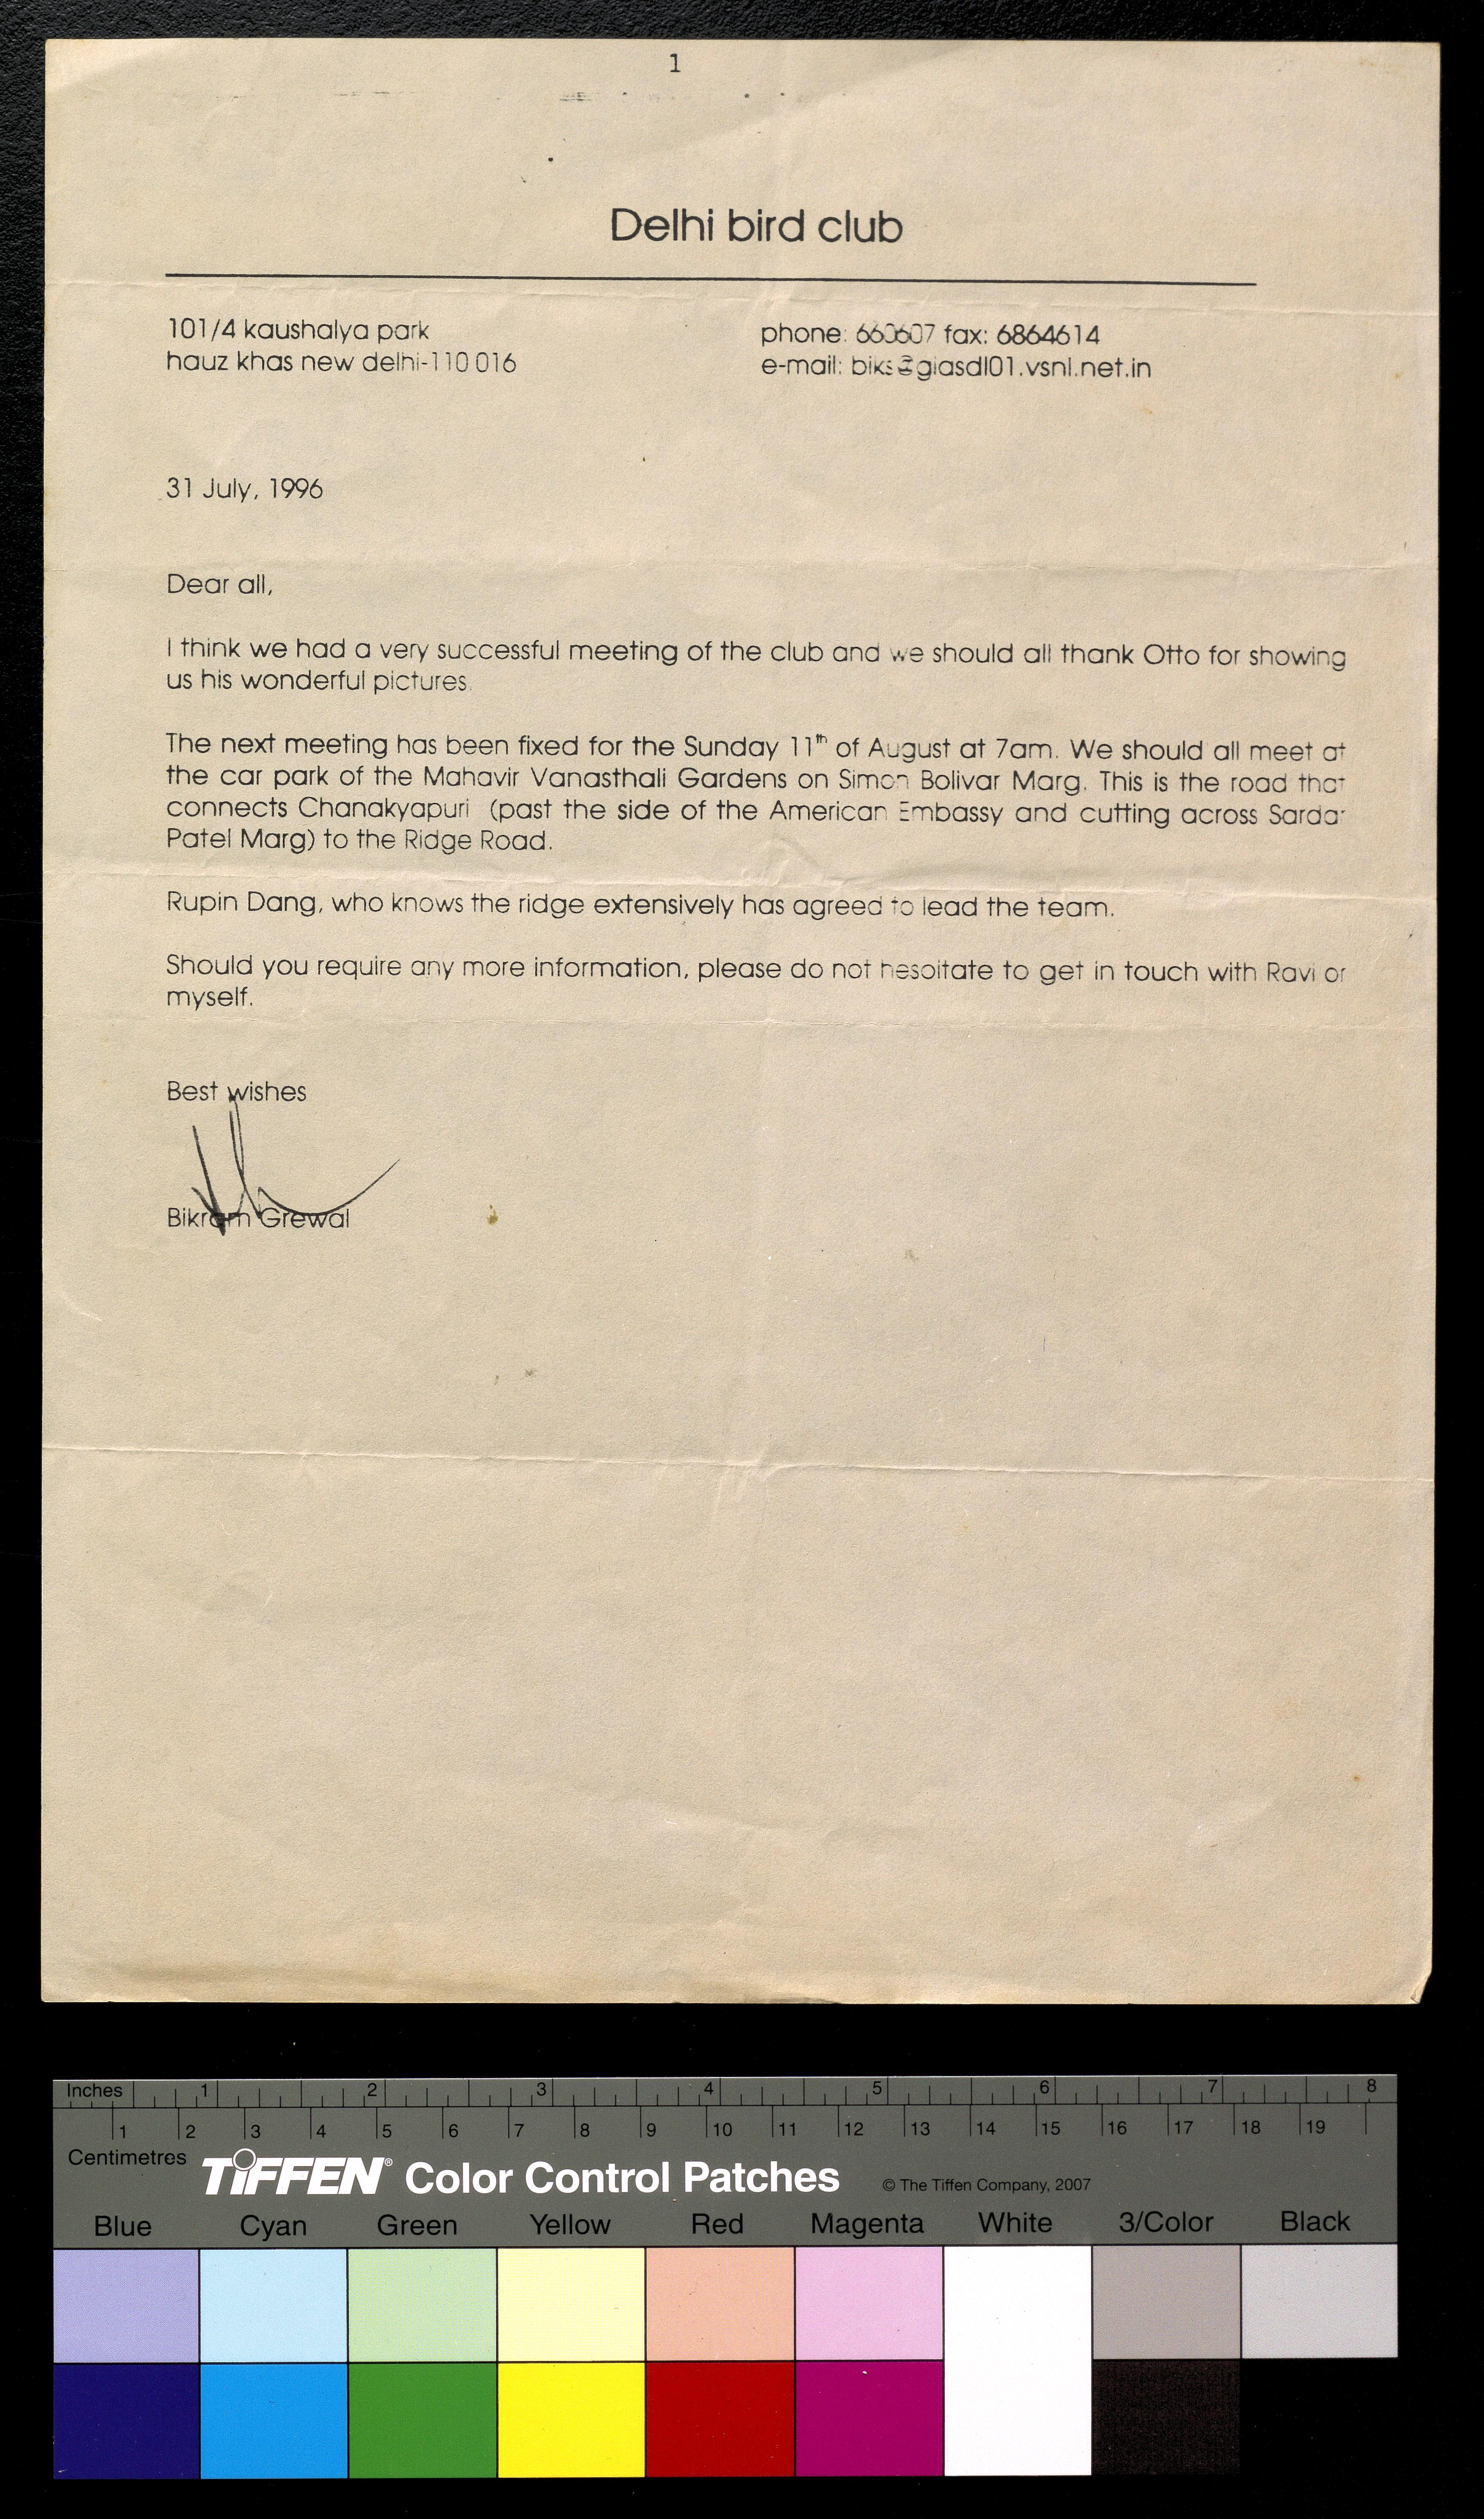 1
Delhi bird club
101/4 kaushalya park
hauz khas new delhi-110 016
phone: 660607 fax: 6864614
e-mail: biks@giasdl01.vsnl.net.in
31 July, 1996
Dear all,
I think we had a very successful meeting of the club and we should all thank Otto for showing
us his wonderful pictures.
The next meeting has been fixed for the Sunday 11th of August at 7am. We should all meet at
the car park of the Mahavir Vanasthali Gardens on Simon Bolivar Marg. This is the road that
connects Chanakyapuri (past the side of the American Embassy and cutting across Sardar
Patel Marg) to the Ridge Road.
Rupin Dang, who knows the ridge extensively has agreed to lead the team.
Should you require any more information, please do not hesoitate to get in touch with Ravi or
myself.
Best wishes
Bikram Grewal
Inches 1 2 3 4 5 6 7 8
1 2 3 4 5 6 7 8 9 10 11 12 13 14 15 16 17 18 19
Centimetres
TIFFEN® Color Control Patches © The Tiffen Company, 2007
Blue Cyan Green Yellow Red Magenta White 3/Color Black